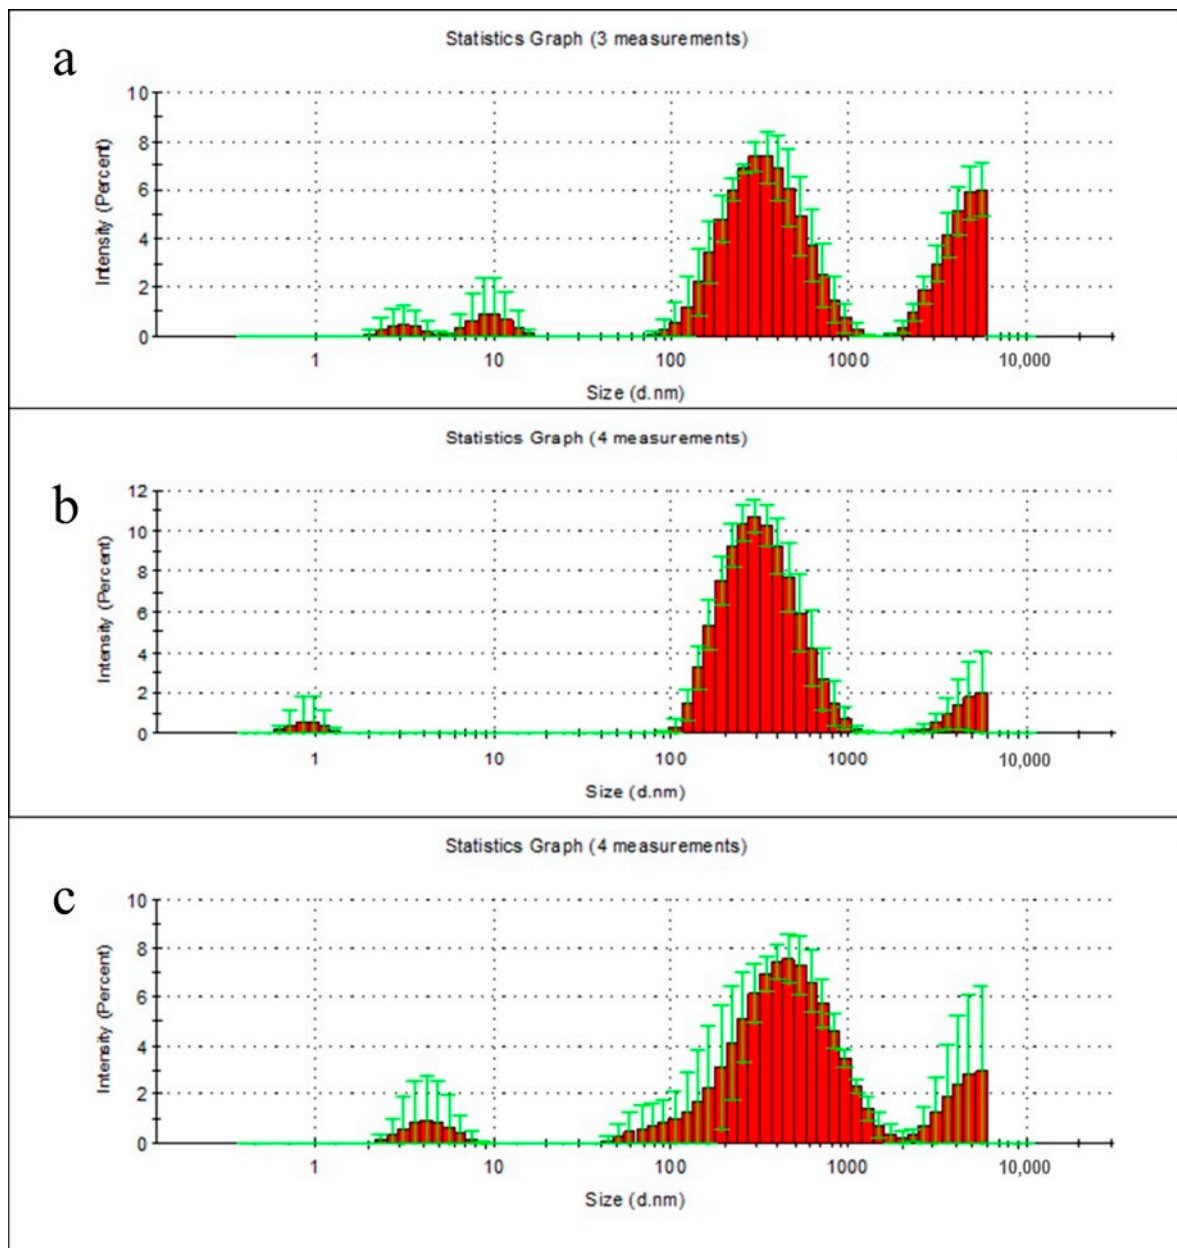 a
Statistics Graph (3 measurements)
Intensity (Percent)
10
8
6
4
2
0
1 10 100 1000 10,000
Size (d.nm)
b
Statistics Graph (4 measurements)
Intensity (Percent)
12
10
8
6
4
2
0
1 10 100 1000 10,000
Size (d.nm)
c
Statistics Graph (4 measurements)
Intensity (Percent)
10
8
6
4
2
0
1 10 100 1000 10,000
Size (d.nm)